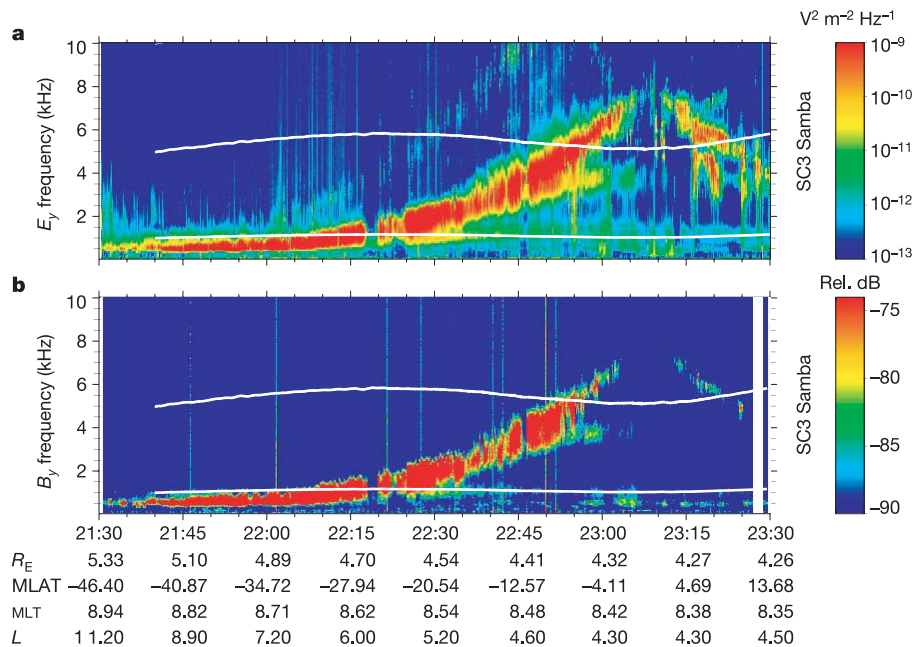 V² m⁻² Hz⁻¹
a
10
8
6
4
2
E_y frequency (kHz)
10⁻⁹
10⁻¹⁰
10⁻¹¹
10⁻¹²
10⁻¹³
SC3 Samba
b
Rel. dB
10
8
6
4
2
B_y frequency (kHz)
−80
−85
−90
−75
SC3 Samba
21:30 21:45 22:00 22:15 22:30 22:45 23:00 23:15 23:30
R_E 5.33 5.10 4.89 4.70 4.54 4.41 4.32 4.27 4.26
MLAT −46.40 −40.87 −34.72 −27.94 −20.54 −12.57 −4.11 4.69 13.68
MLT 8.94 8.82 8.71 8.62 8.54 8.48 8.42 8.38 8.35
L 11.20 8.90 7.20 6.00 5.20 4.60 4.30 4.30 4.50